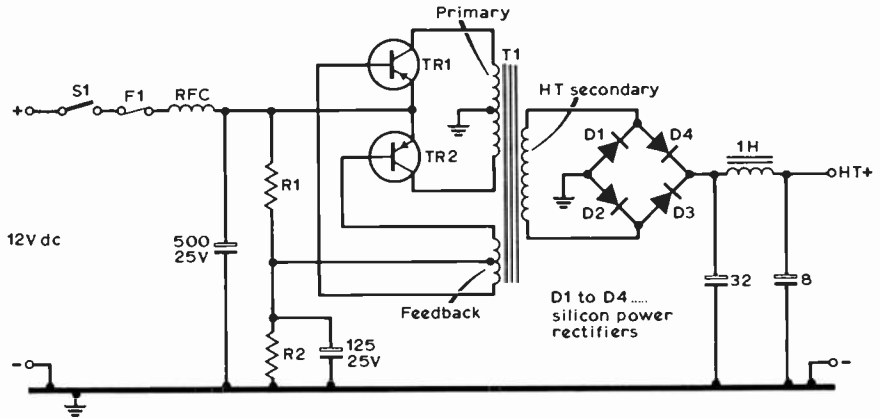 Primary
T1
TR1
HT secondary
S1
F1
RFC
+
D1
D4
1H
TR2
HT+
R1
D2
D3
12V dc
500
25V
32
8
Feedback
D1 to D4.....
silicon power
rectifiers
R2
125
25V
-
-